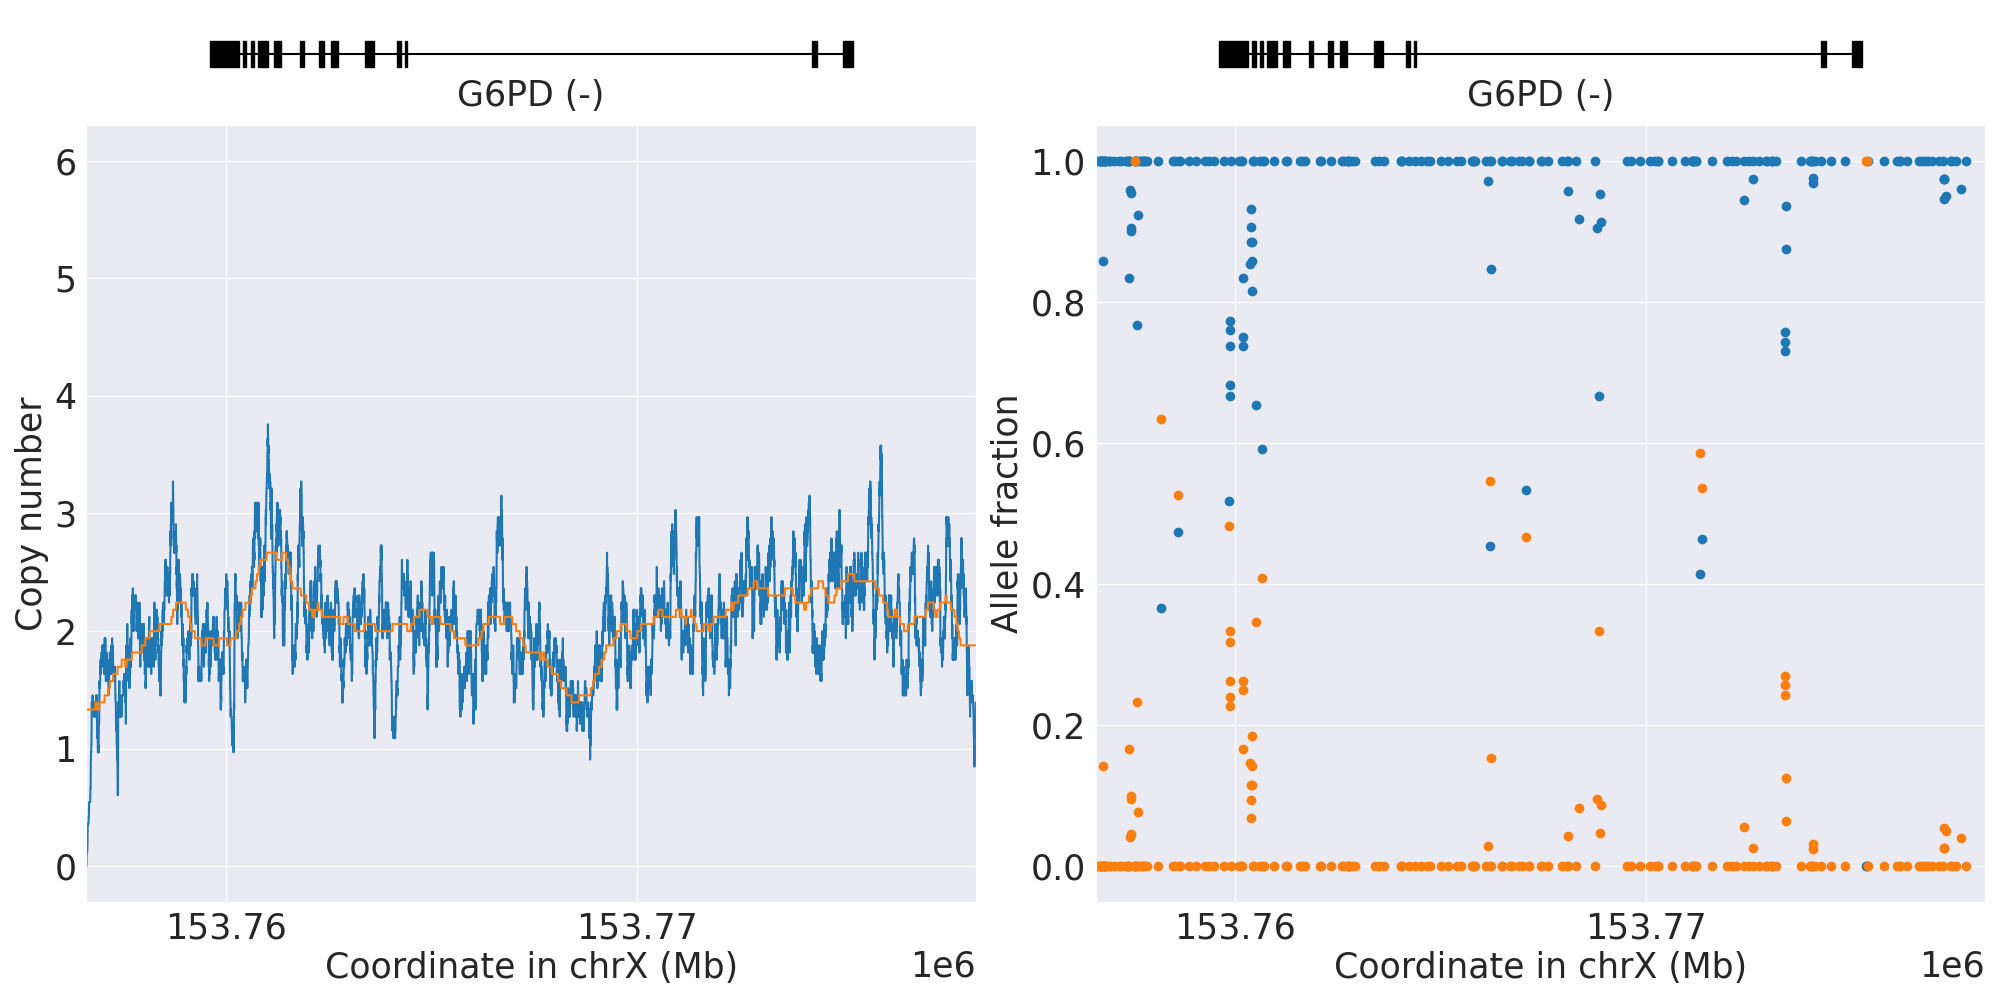 G6PD (-)
6
5
4
3
2
1
0
Copy number
153.76
153.77
Coordinate in chrX (Mb)
1e6
G6PD (-)
1.0
0.8
0.6
0.4
0.2
0.0
Allele fraction
153.76
153.77
Coordinate in chrX (Mb)
1e6